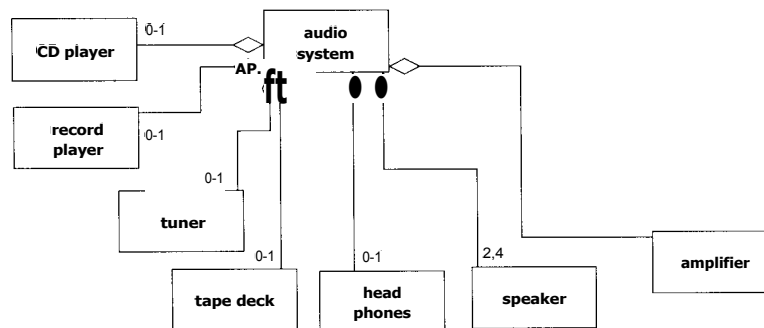 0-1
CD player
audio
system
AP.
ft
record
player
0-1
0-1
tuner
0-1
tape deck
0-1
head
phones
2,4
speaker
amplifier